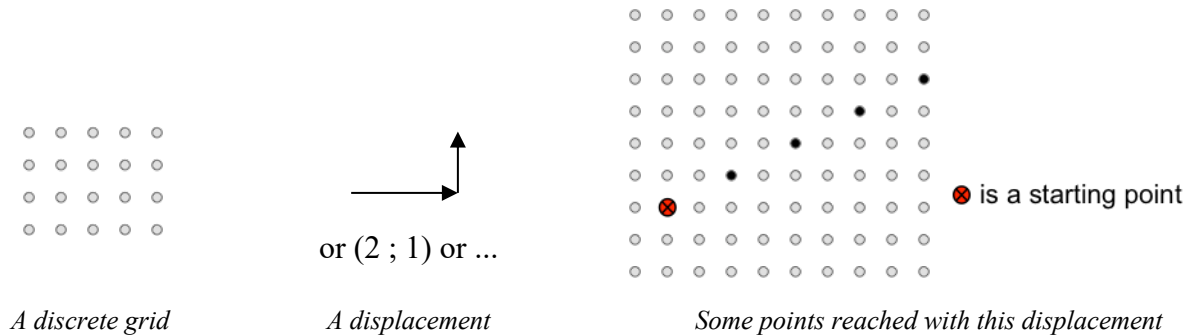 is a starting point
or (2 ; 1) or ...
A discrete grid
A displacement
Some points reached with this displacement